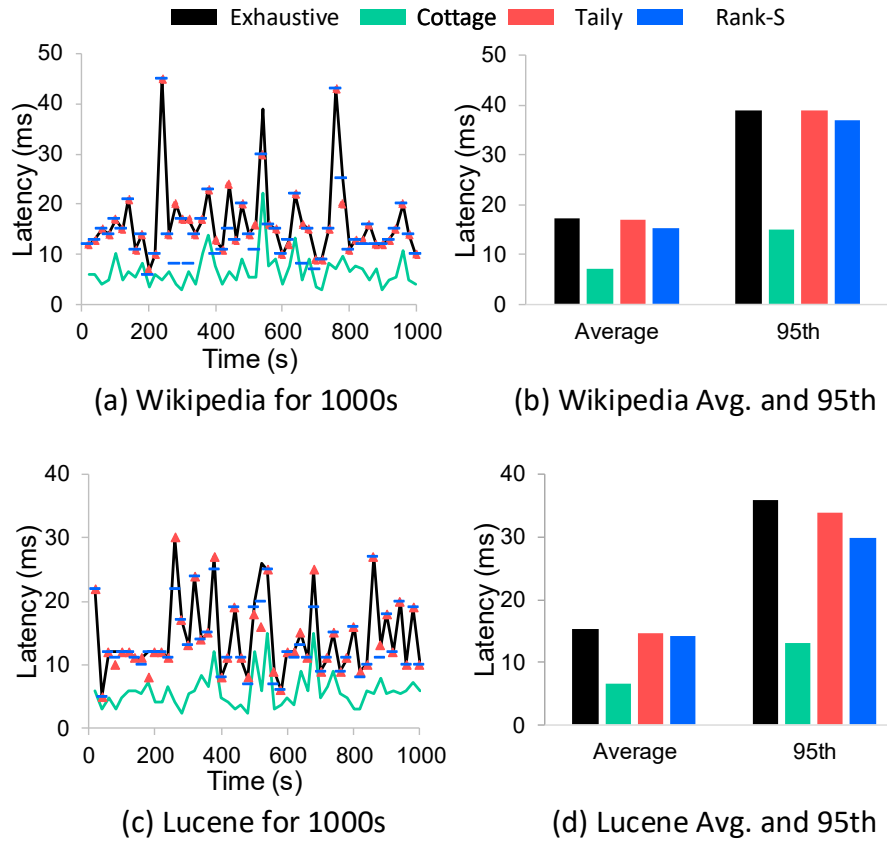 Exhaustive Cottage Taily Rank-S
50
40
30
20
10
0
Latency (ms)
0 200 400 600 800 1000
Time (s)
(a) Wikipedia for 1000s
50
40
30
20
10
0
Latency (ms)
Average 95th
(b) Wikipedia Avg. and 95th
40
30
20
10
0
Latency (ms)
0 200 400 600 800 1000
Time (s)
(c) Lucene for 1000s
40
30
20
10
0
Latency (ms)
Average 95th
(d) Lucene Avg. and 95th